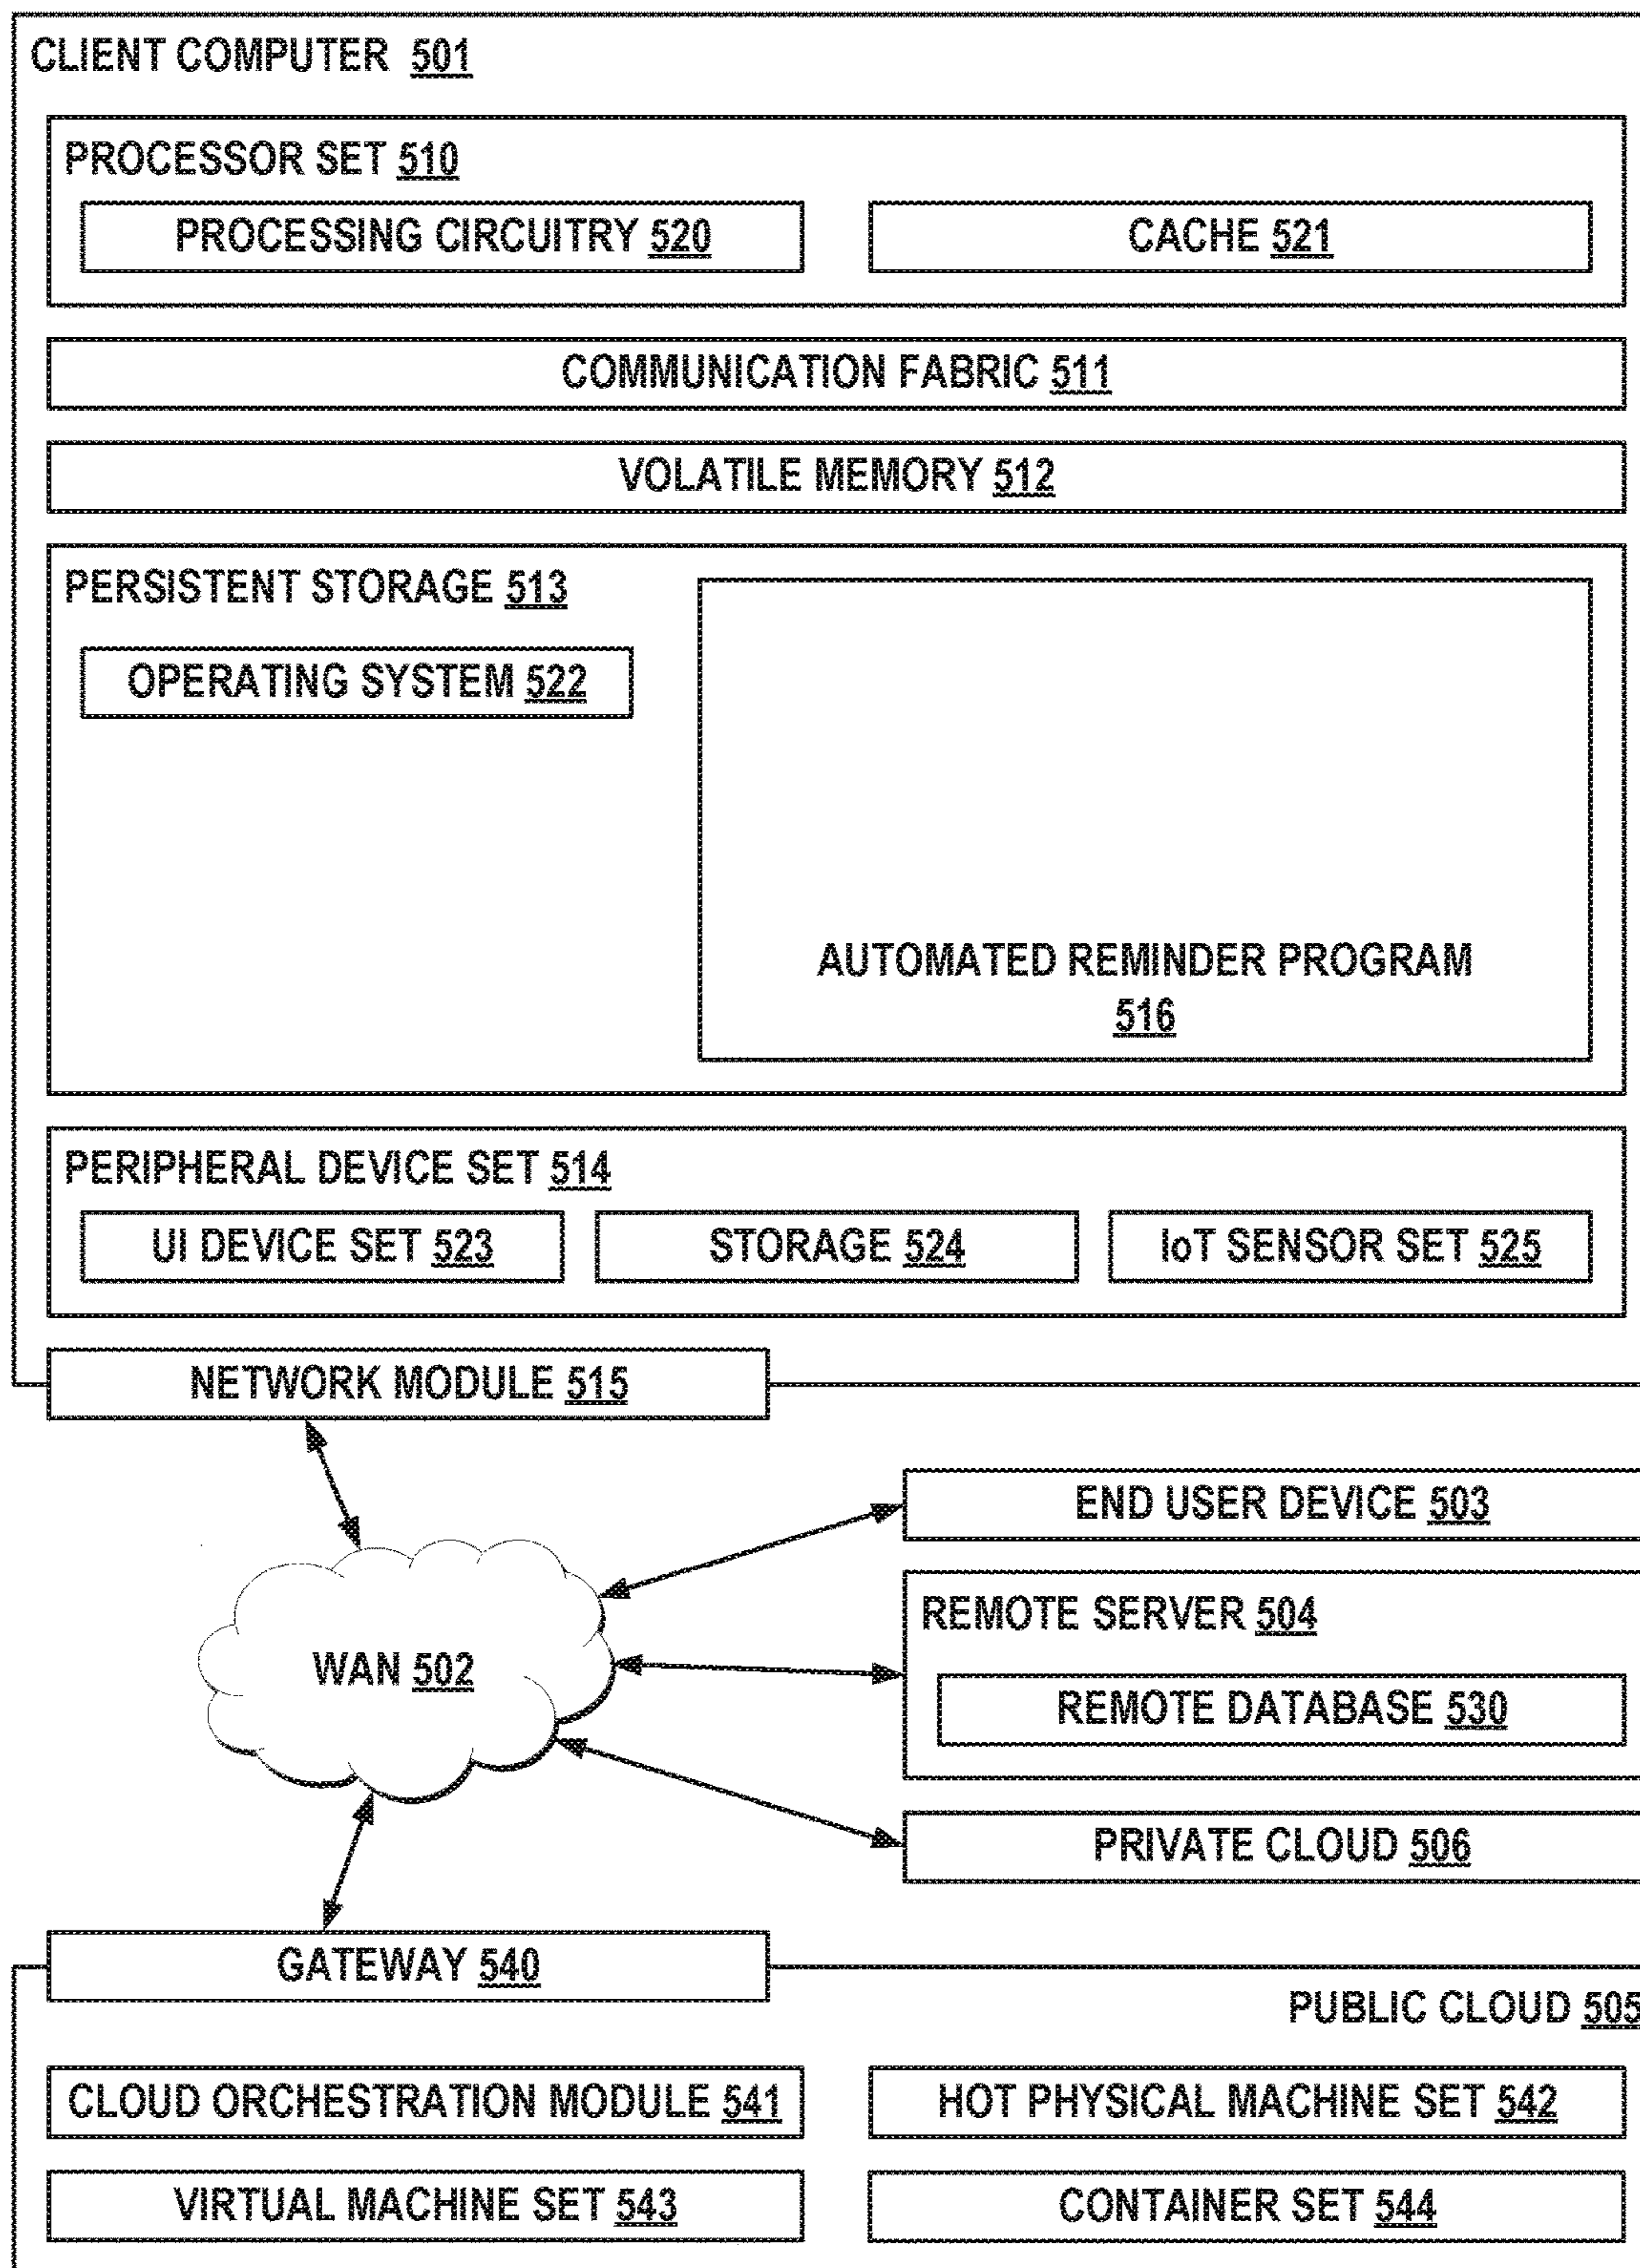 CLIENT COMPUTER 501
PROCESSOR SET 510
PROCESSING CIRCUITRY 520
CACHE 521
COMMUNICATION FABRIC 511
VOLATILE MEMORY 512
PERSISTENT STORAGE 513
OPERATING SYSTEM 522
AUTOMATED REMINDER PROGRAM
516
PERIPHERAL DEVICE SET 514
UI DEVICE SET 523
STORAGE 524
IoT SENSOR SET 525
NETWORK MODULE 515
END USER DEVICE 503
REMOTE SERVER 504
WAN 502
REMOTE DATABASE 530
PRIVATE CLOUD 506
GATEWAY 540
PUBLIC CLOUD 505
CLOUD ORCHESTRATION MODULE 541
HOT PHYSICAL MACHINE SET 542
VIRTUAL MACHINE SET 543
CONTAINER SET 544